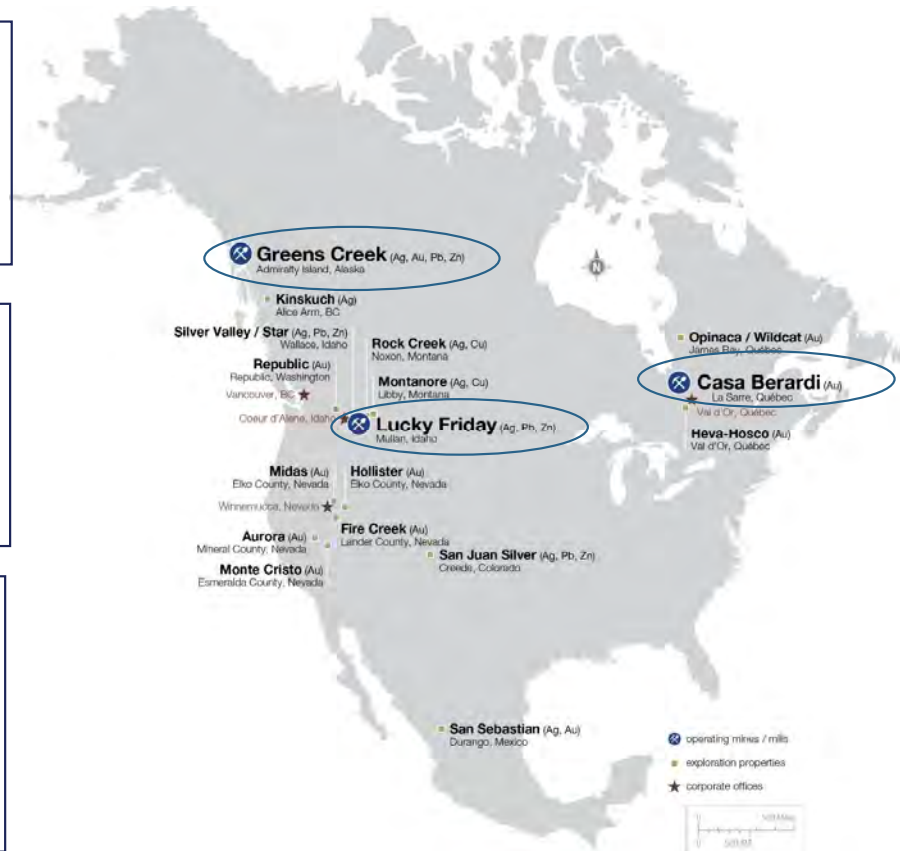 Greens Creek (Ag, Au, Pb, Zn)
Admiralty Island, Alaska
Kinskuch (Ag)
Alice Arm, BC
Silver Valley / Star (Ag, Pb, Zn)
Wallace, Idaho
Rock Creek (Ag, Cu)
Noxon, Montana
Republic (Au)
Republic, Washington
Vancouver, BC
Montanore (Ag, Cu)
Libby, Montana
Coeur d'Alene, Idaho
Lucky Friday (Ag, Pb, Zn)
Mullan, Idaho
N
Opinaca / Wildcat (Au)
James Bay, Québec
Casa Berardi (Au)
La Sarre, Québec
Val d'Or, Québec
Heva-Hosco (Au)
Val d'Or, Québec
Midas (Au)
Elko County, Nevada
Hollister (Au)
Elko County, Nevada
Winnemucca, Nevada
Fire Creek (Au)
Lander County, Nevada
Aurora (Au)
Mineral County, Nevada
Monte Cristo (Au)
Esmeralda County, Nevada
San Juan Silver (Ag, Pb, Zn)
Creede, Colorado
San Sebastian (Ag, Au)
Durango, Mexico
operating mines / mills
exploration properties
corporate offices
0
0